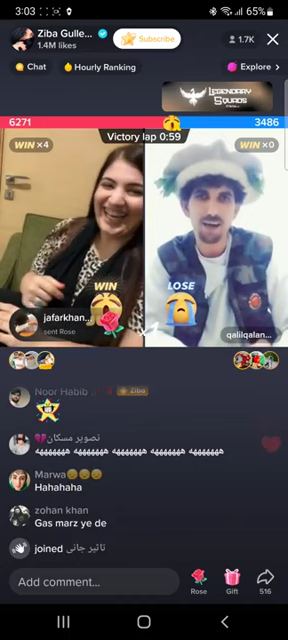 3:03
65%
Ziba Gulle...
1.4M likes
Subscribe
1.7K
Chat
Hourly Ranking
Explore >
LEGENDARY
SQUADS
6271
3486
WIN ×4
Victory lap 0:59
WIN ×0
WIN
LOSE
jafarkhan...
sent Rose
qalilqalan...
Noor Habib
Ziba
تصویر مسکان
Marwa
Hahahaha
zohan khan
Gas marz ye de
joined تاثیر جانی
Add comment...
Rose
Gift
516